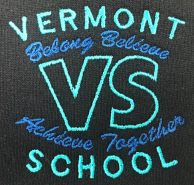 VERMONT
Belong Believe
VS
Achieve Together
SCHOOL